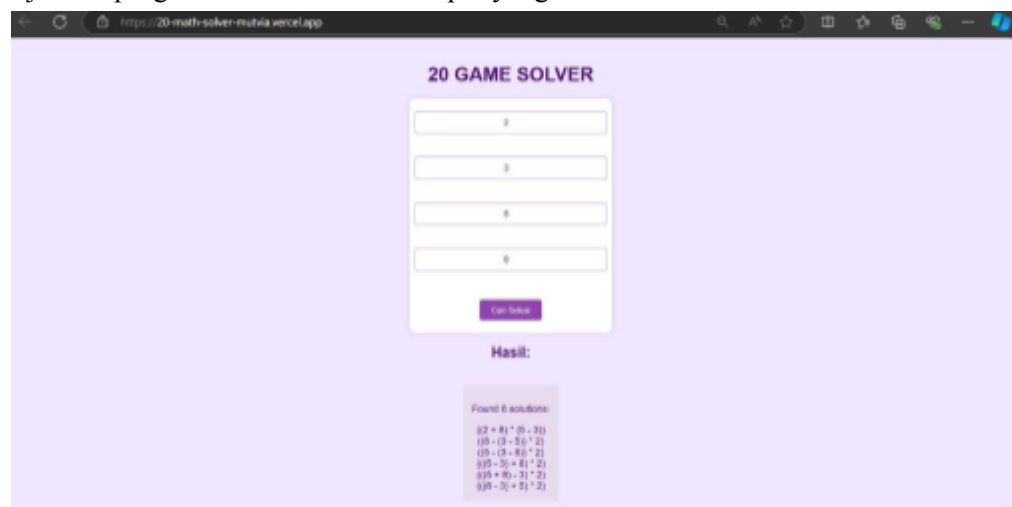 https://20-math-solver-mutvia.vercel.app
20 GAME SOLVER
2
3
Cari Solusi
Hasil:
Found 6 solutions:
((2 + 8) * (5 - 3))
((8 - (3 - 5)) * 2)
((5 - (3 - 8)) * 2)
(((5 - 3) + 8) * 2)
(((5 + 8) - 3) * 2)
(((8 - 3) + 5) * 2)